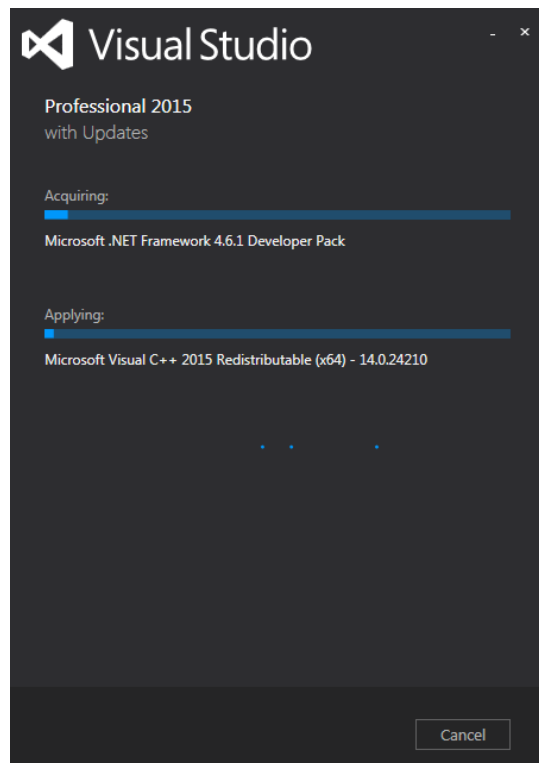 Visual Studio
Professional 2015
with Updates
Acquiring:
Microsoft .NET Framework 4.6.1 Developer Pack
Applying:
Microsoft Visual C++ 2015 Redistributable (x64) - 14.0.24210
Cancel